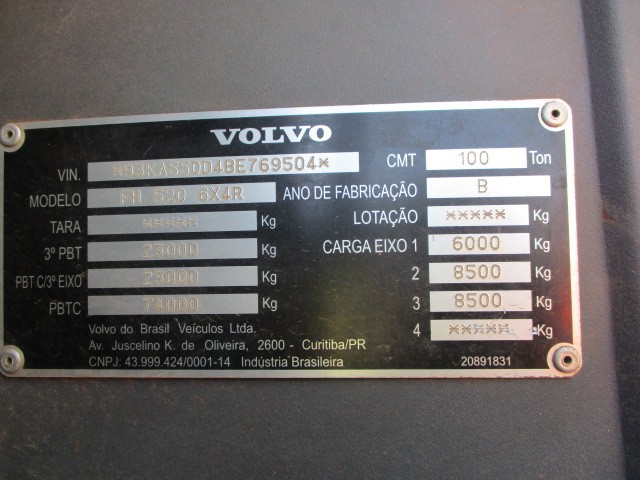 VOLVO
VIN. *93KAS50D4BE769504* CMT 100 Ton
MODELO FH 520 6X4R ANO DE FABRICAÇÃO B
TARA ***** Kg LOTAÇÃO ***** Kg
3º PBT 23000 Kg CARGA EIXO 1 6000 Kg
PBT C/3º EIXO 23000 Kg 2 8500 Kg
PBTC 74000 Kg 3 8500 Kg
4 ***** Kg
Volvo do Brasil Veículos Ltda.
Av. Juscelino K. de Oliveira, 2600 - Curitiba/PR
CNPJ: 43.999.424/0001-14 Indústria Brasileira 20891831